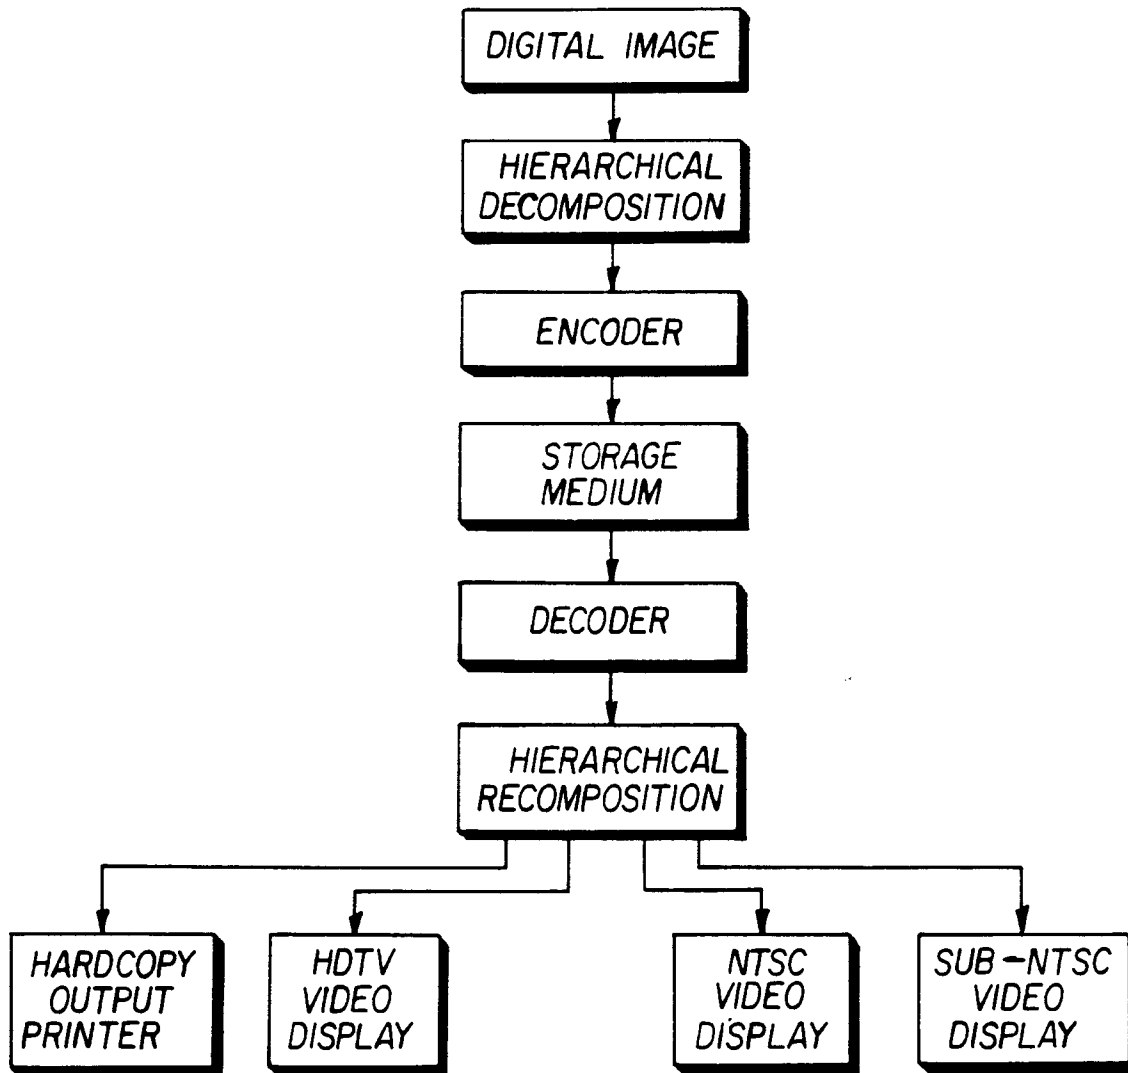 DIGITAL IMAGE
HIERARCHICAL
DECOMPOSITION
ENCODER
STORAGE
MEDIUM
DECODER
HIERARCHICAL
RECOMPOSITION
HARDCOPY
OUTPUT
PRINTER
HDTV
VIDEO
DISPLAY
NTSC
VIDEO
DISPLAY
SUB-NTSC
VIDEO
DISPLAY